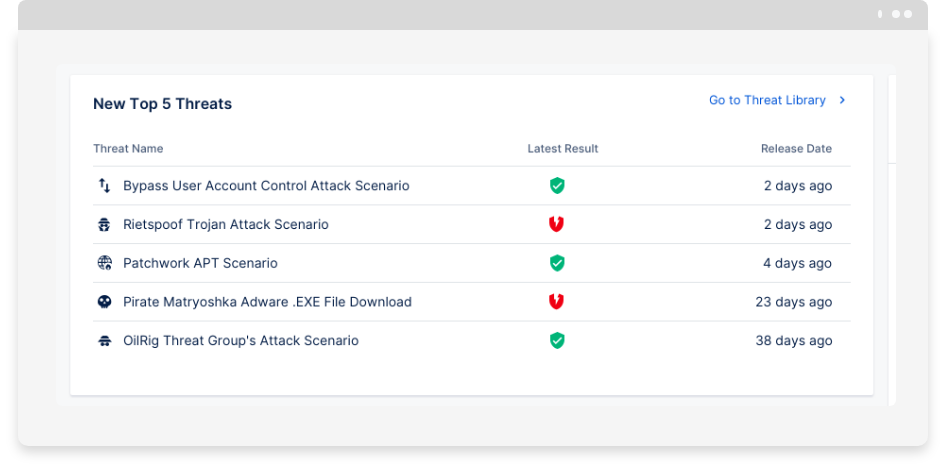 New Top 5 Threats
Go to Threat Library
Threat Name Latest Result Release Date
Bypass User Account Control Attack Scenario 2 days ago
Rietspoof Trojan Attack Scenario 2 days ago
Patchwork APT Scenario 4 days ago
Pirate Matryoshka Adware .EXE File Download 23 days ago
OilRig Threat Group's Attack Scenario 38 days ago